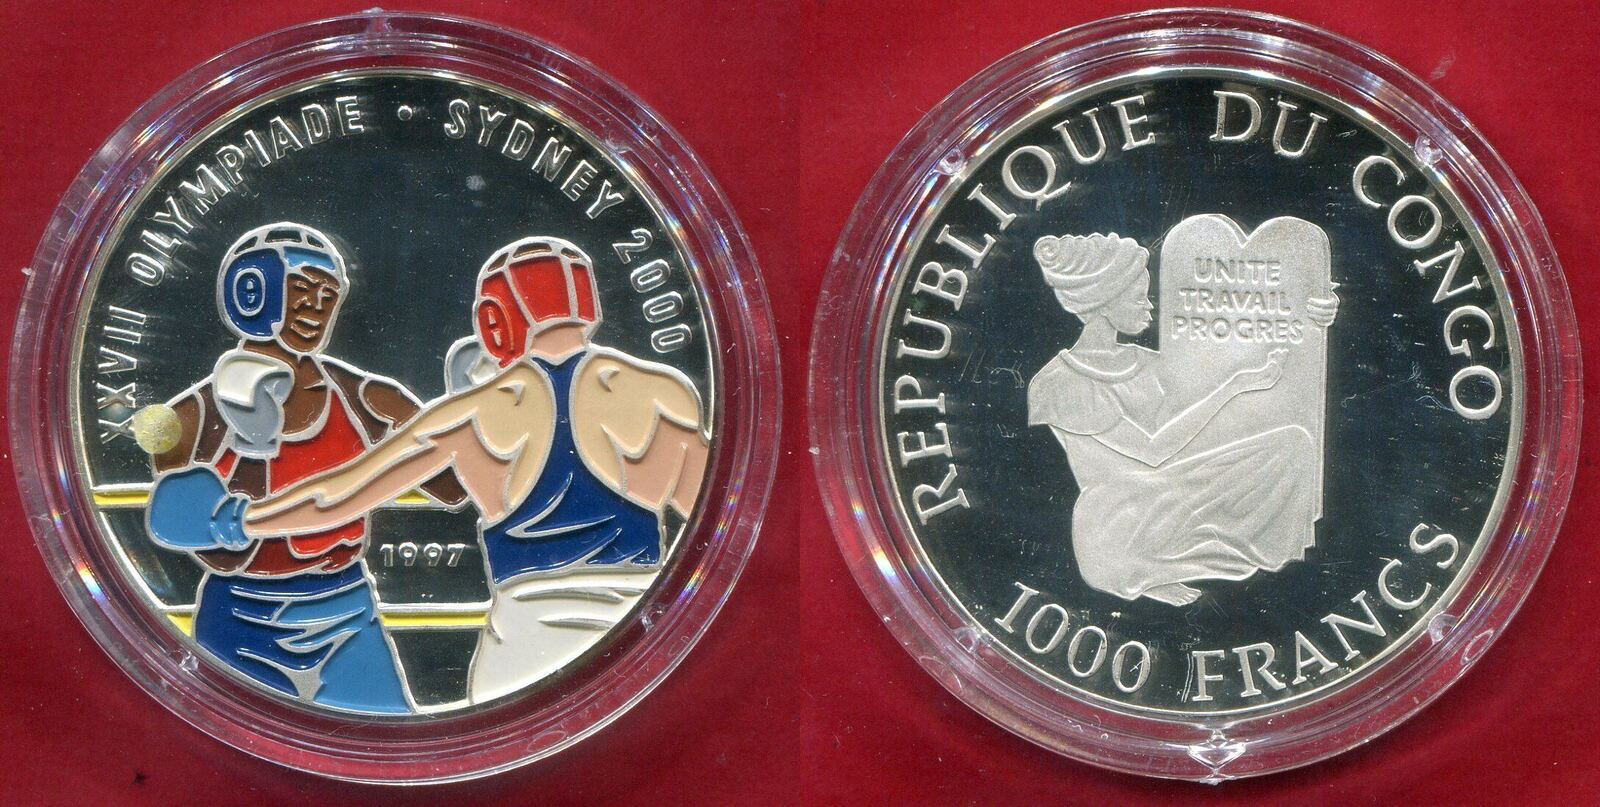 XXVII OLYMPIADE • SYDNEY 2000
1997
REPUBLIQUE DU CONGO
UNITE
TRAVAIL
PROGRES
1000 FRANCS